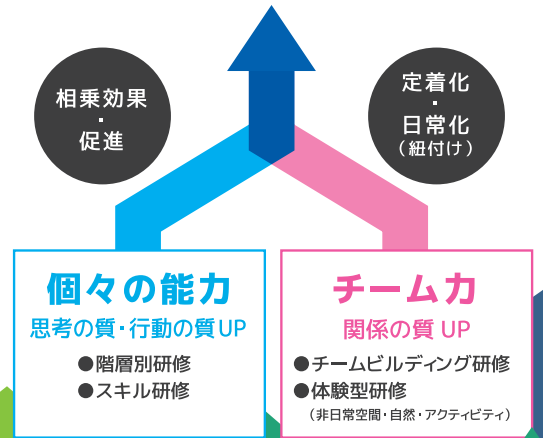 相乗効果
・
促進
定着化
・
日常化
（紐付け）
個々の能力
思考の質・行動の質UP
●階層別研修
●スキル研修
チーム力
関係の質 UP
●チームビルディング研修
●体験型研修
（非日常空間・自然・アクティビティ）